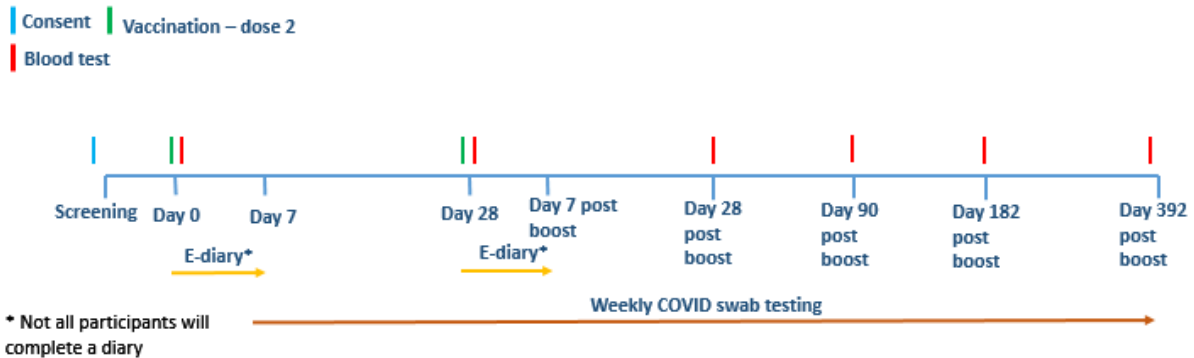 Consent
Vaccination – dose 2
Blood test
Screening
Day 0
Day 7
Day 28
Day 7 post
boost
Day 28
post
boost
Day 90
post
boost
Day 182
post
boost
Day 392
post
boost
E-diary*
E-diary*
Weekly COVID swab testing
* Not all participants will
complete a diary